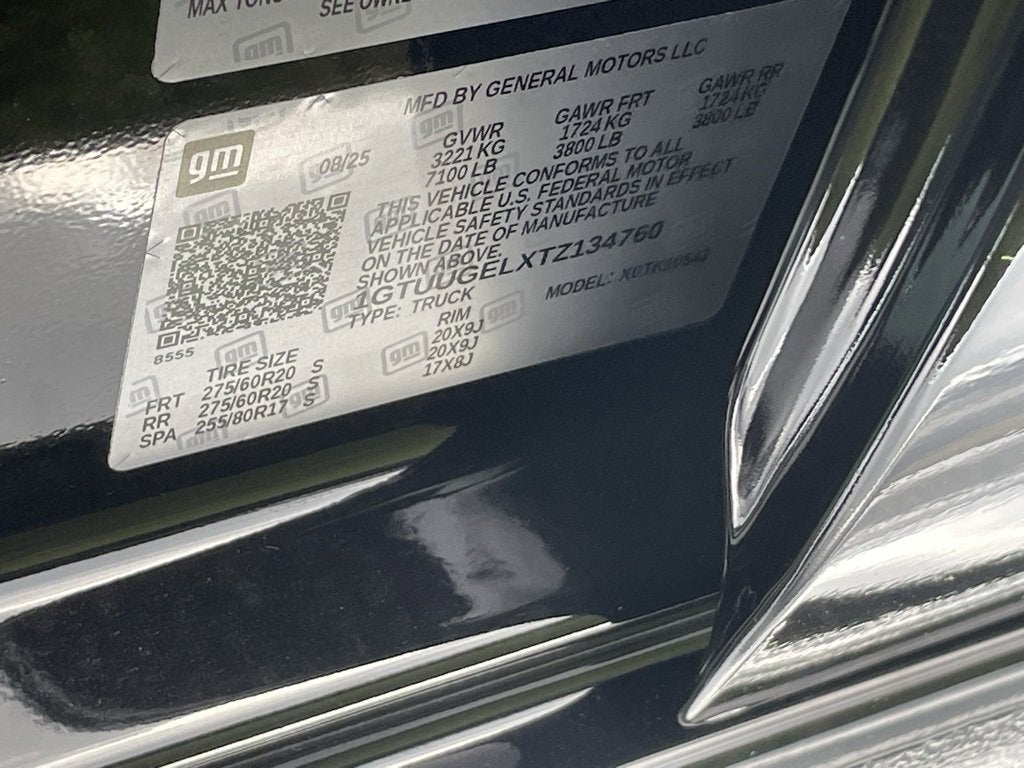 MAX
SEE
MFD BY GENERAL MOTORS LLC
gm
08/25
GVWR GAWR FRT GAWR RR
3221 KG 1724 KG 1724 KG
7100 LB 3800 LB 3800 LB
THIS VEHICLE CONFORMS TO ALL
APPLICABLE U.S. FEDERAL MOTOR
VEHICLE SAFETY STANDARDS IN EFFECT
ON THE DATE OF MANUFACTURE
SHOWN ABOVE.
1GTUUGELXTZ134760
TYPE: TRUCK MODEL:
8555
TIRE SIZE RIM
FRT 275/60R20 S 20X9J
RR 275/60R20 S 20X9J
SPA 255/80R17 S 17X8J